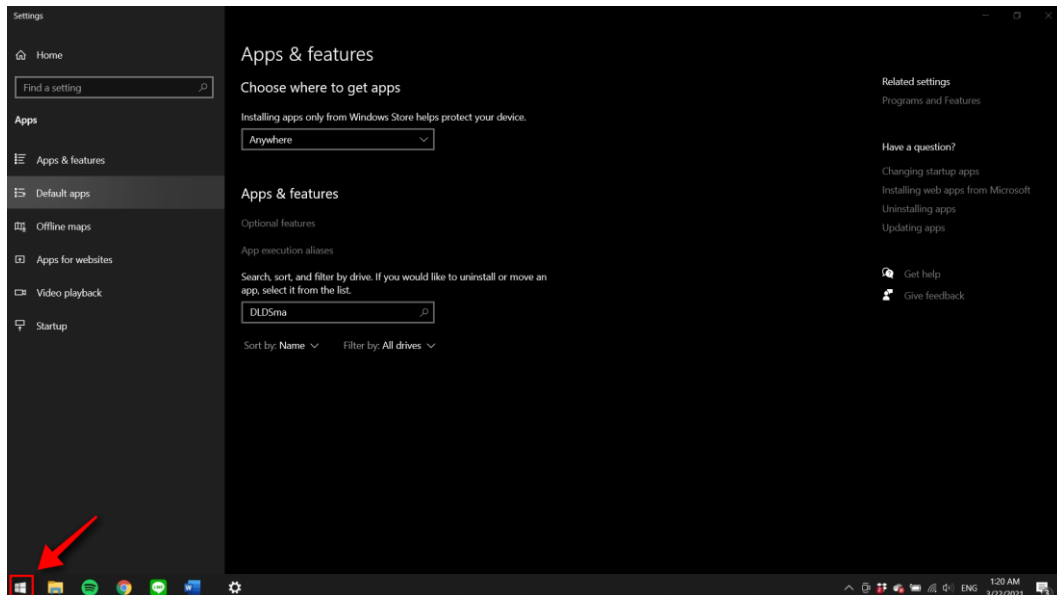 Settings
Home
Find a setting
Apps
Apps & features
Default apps
Offline maps
Apps for websites
Video playback
Startup
Apps & features
Choose where to get apps
Installing apps only from Windows Store helps protect your device.
Anywhere
Apps & features
Optional features
App execution aliases
Search, sort, and filter by drive. If you would like to uninstall or move an
app, select it from the list.
DLDSma
Sort by: Name
Filter by: All drives
Related settings
Programs and Features
Have a question?
Changing startup apps
Installing web apps from Microsoft
Uninstalling apps
Updating apps
Get help
Give feedback
LINE
W
ENG
1:20 AM
3/22/2021